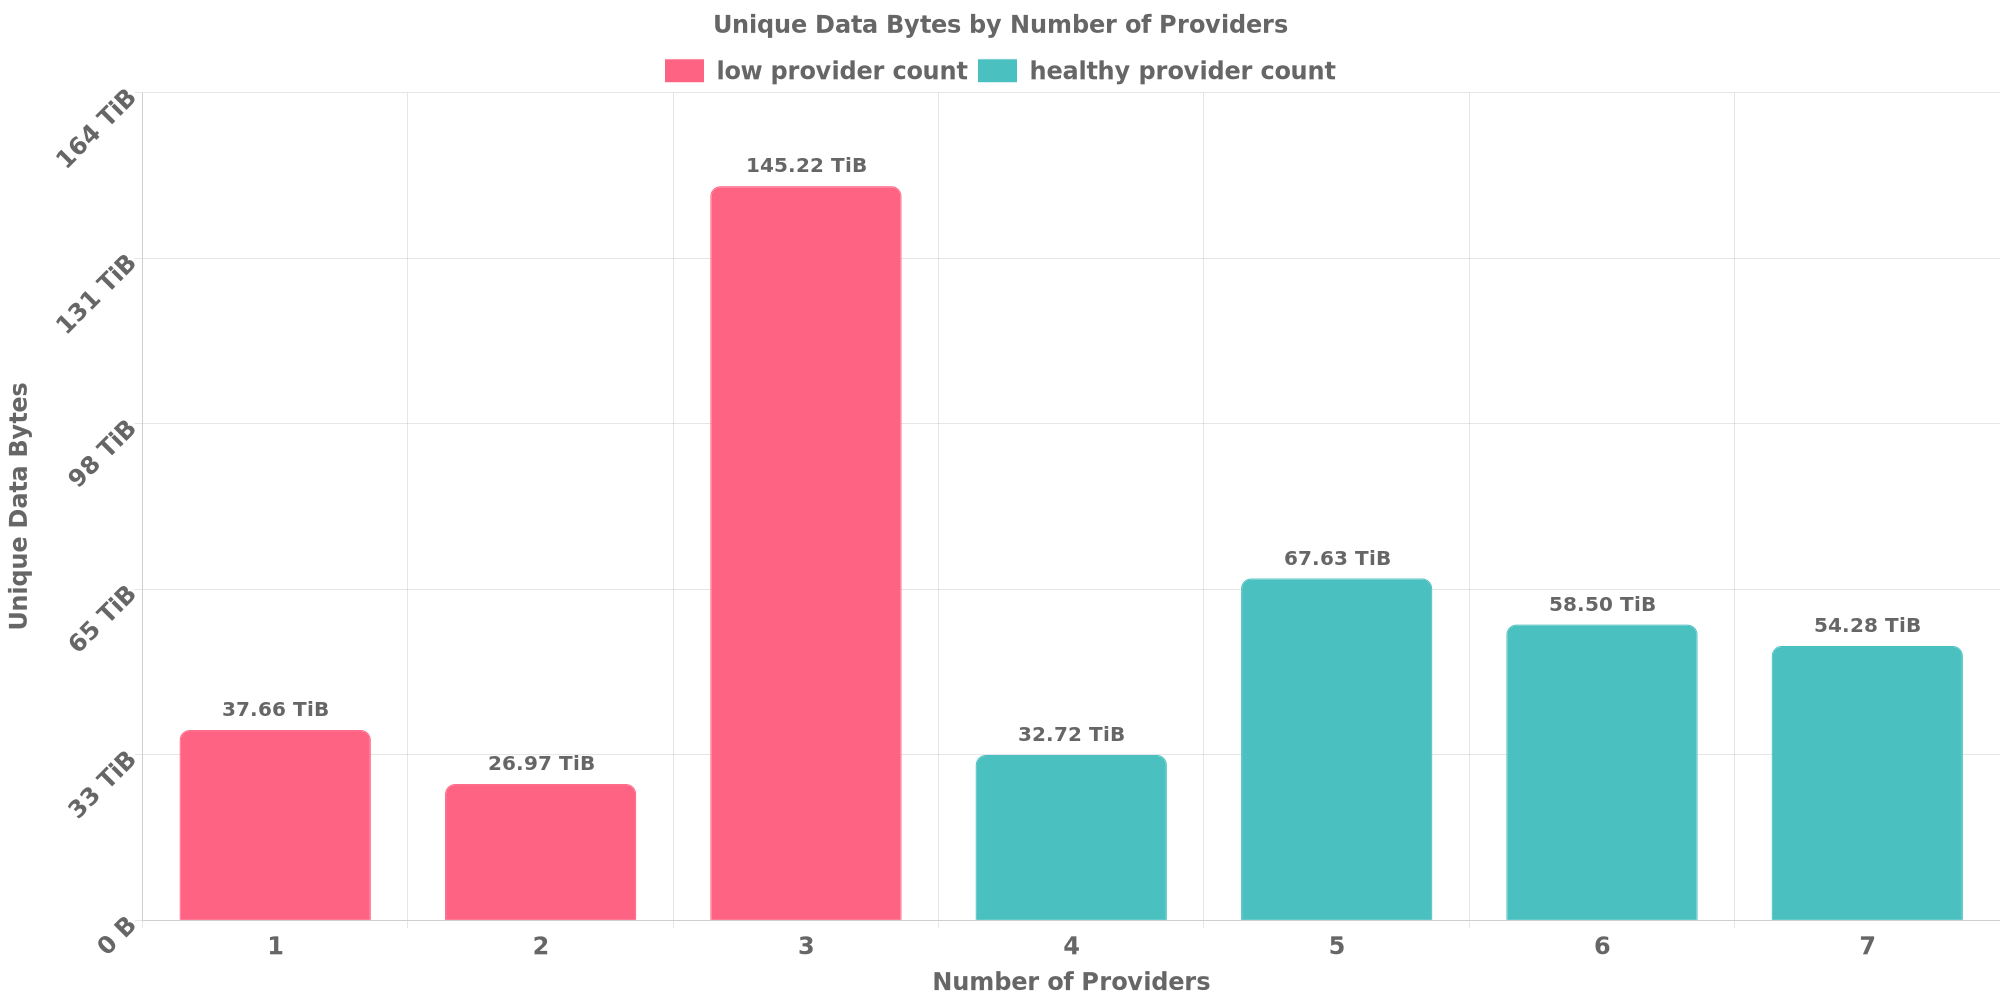 Unique Data Bytes by Number of Providers
low provider count healthy provider count
164 TiB
131 TiB
98 TiB
65 TiB
33 TiB
0 B
Unique Data Bytes
37.66 TiB
26.97 TiB
145.22 TiB
32.72 TiB
67.63 TiB
58.50 TiB
54.28 TiB
1 2 3 4 5 6 7
Number of Providers